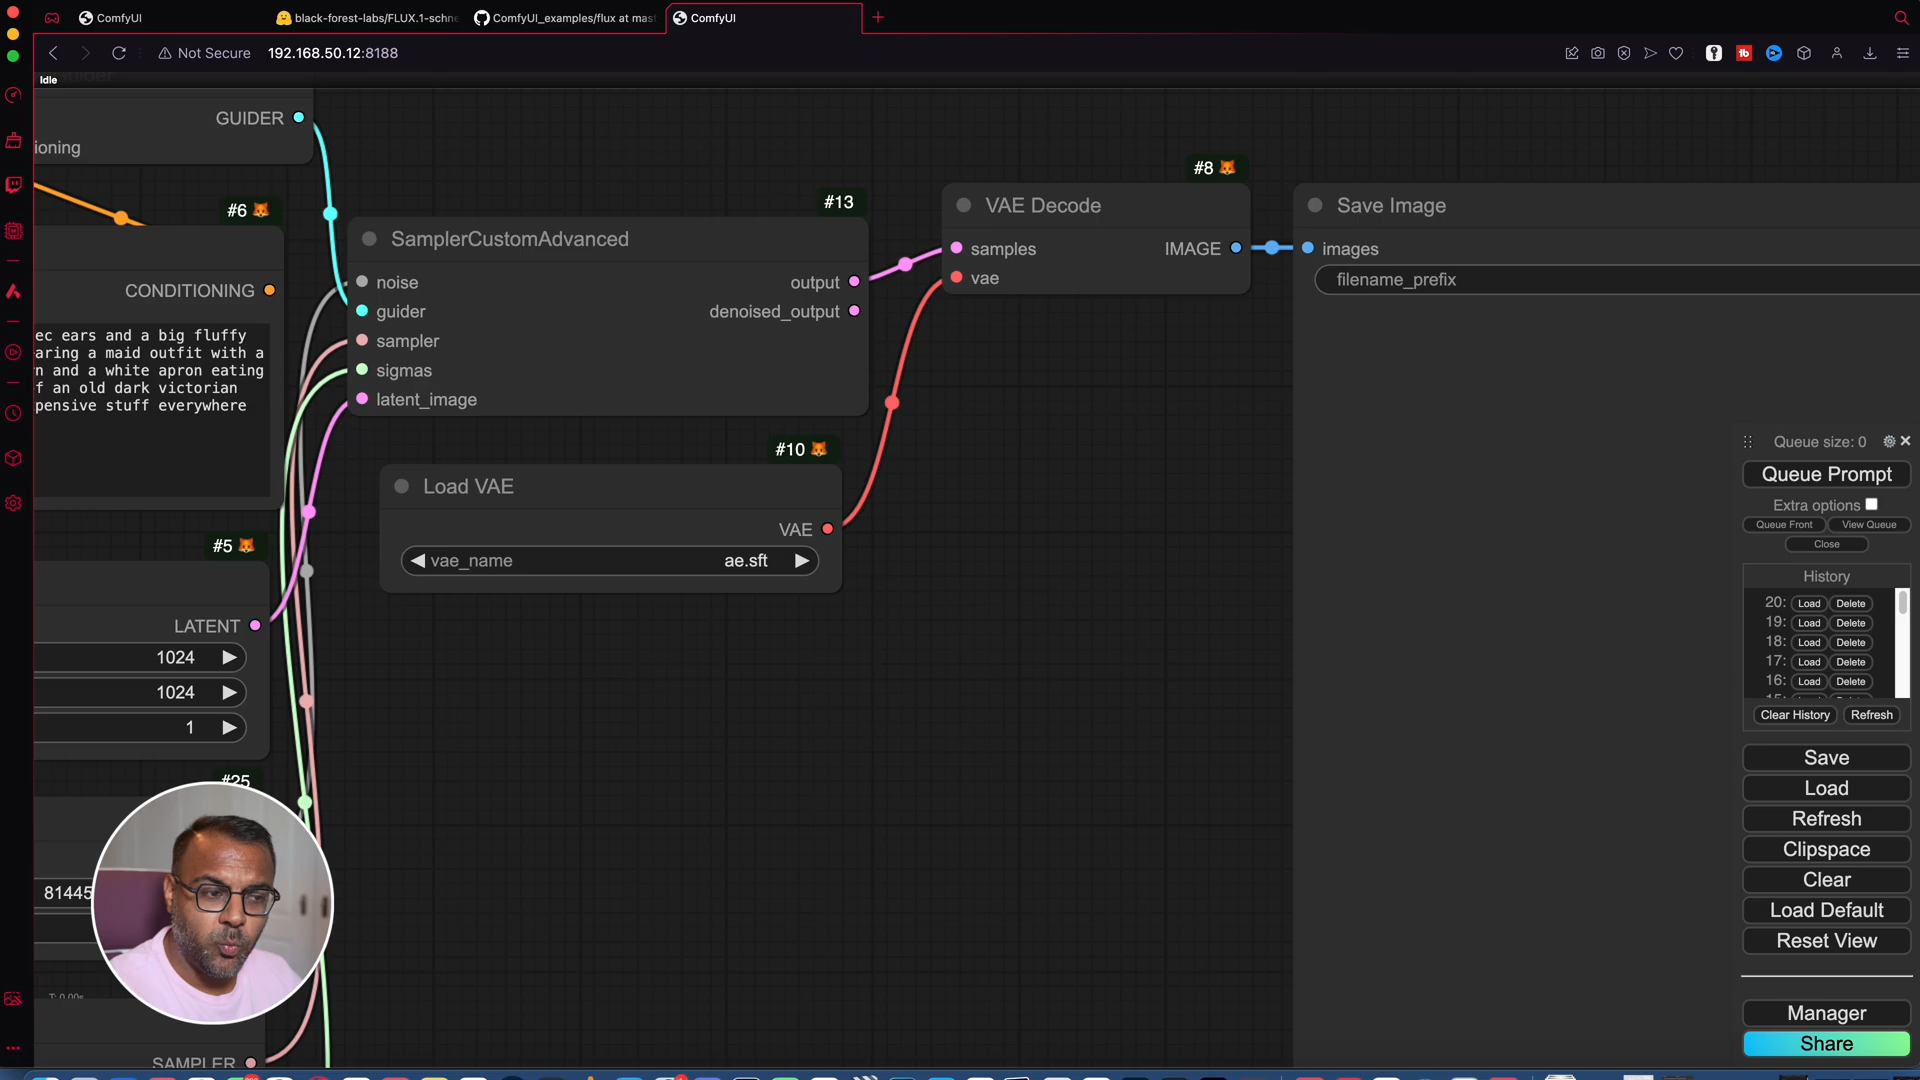 ComfyUI
black-forest-labs/FLUX.1-schne
ComfyUI_examples/flux at mast
ComfyUI
Not Secure
192.168.50.12:8188
Idle
GUIDER
ioning
#6
CONDITIONING
ec ears and a big fluffy
aring a maid outfit with a
n and a white apron eating
f an old dark victorian
pensive stuff everywhere
#5
LATENT
1024
1024
1
#25
81445
T: 0.00s
SAMPLER
#13
SamplerCustomAdvanced
noise
output
guider
denoised_output
sampler
sigmas
latent_image
#10
Load VAE
VAE
vae_name
ae.sft
#8
VAE Decode
samples
IMAGE
vae
Save Image
images
filename_prefix
Queue size: 0
Queue Prompt
Extra options
Queue Front
View Queue
Close
History
20: Load Delete
19: Load Delete
18: Load Delete
17: Load Delete
16: Load Delete
Clear History
Refresh
Save
Load
Refresh
Clipspace
Clear
Load Default
Reset View
Manager
Share